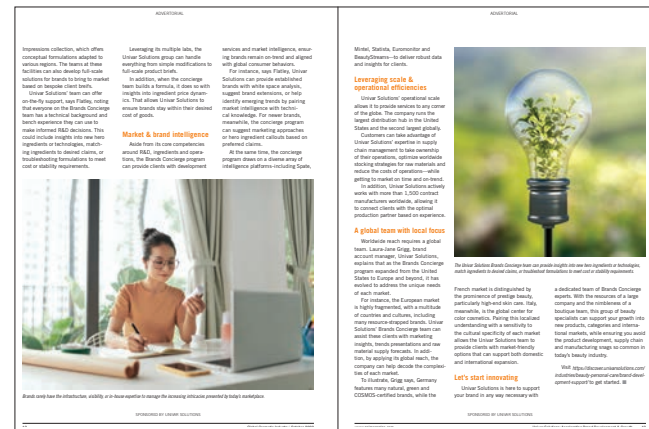 ADVERTORIAL
Impressions collection, which offers
conceptual formulations adapted to
various regions. The teams at these
facilities can also develop full-scale
solutions for brands to bring to market
based on bespoke client briefs.
Univar Solutions' team can offer
on-the-fly support, says Flatley, noting
that everyone on the Brands Concierge
team has a technical background and
bench experience they can use to
make informed R&D decisions. This
could include insights into new hero
ingredients or technologies, match-
ing ingredients to desired claims, or
troubleshooting formulations to meet
cost or stability requirements.
Leveraging its multiple labs, the
Univar Solutions group can handle
everything from simple modifications to
full-scale product briefs.
In addition, when the concierge
team builds a formula, it does so with
insights into ingredient price dynam-
ics. That allows Univar Solutions to
ensure brands stay within their desired
cost of goods.
Market & brand intelligence
Aside from its core competencies
around R&D, ingredients and opera-
tions, the Brands Concierge program
can provide clients with development
services and market intelligence, ensur-
ing brands remain on-trend and aligned
with global consumer behaviors.
For instance, says Flatley, Univar
Solutions can provide established
brands with white space analysis,
suggest brand extensions, or help
identify emerging trends by pairing
market intelligence with techni-
cal knowledge. For newer brands,
meanwhile, the concierge program
can suggest marketing approaches
or hero ingredient callouts based on
preferred claims.
At the same time, the concierge
program draws on a diverse array of
intelligence platforms—including Spate,
Brands rarely have the infrastructure, visibility, or in-house expertise to manage the increasing intricacies presented by today's marketplace.
SPONSORED BY UNIVAR SOLUTIONS
ADVERTORIAL
Mintel, Statista, Euromonitor and
BeautyStreams—to deliver robust data
and insights for clients.
Leveraging scale &
operational efficiencies
Univar Solutions' operational scale
allows it to provide services to any corner
of the globe. The company runs the
largest distribution hub in the United
States and the second largest globally.
Customers can take advantage of
Univar Solutions' expertise in supply
chain management to take ownership
of their operations, optimize worldwide
stocking strategies for raw materials and
reduce the costs of operations—while
getting to market on time and on-trend.
In addition, Univar Solutions actively
works with more than 1,500 contract
manufacturers worldwide, allowing it
to connect clients with the optimal
production partner based on experience.
A global team with local focus
Worldwide reach requires a global
team. Laura-Jane Grigg, brand
account manager, Univar Solutions,
explains that as the Brands Concierge
program expanded from the United
States to Europe and beyond, it has
evolved to address the unique needs
of each market.
For instance, the European market
is highly fragmented, with a multitude
of countries and cultures, including
many resource-strapped brands. Univar
Solutions' Brands Concierge team can
assist these clients with marketing
insights, trends presentations and raw
material supply forecasts. In addi-
tion, by applying its global reach, the
company can help decode the complexi-
ties of each market.
To illustrate, Grigg says, Germany
features many natural, green and
COSMOS-certified brands, while the
The Univar Solutions Brands Concierge team can provide insights into new hero ingredients or technologies,
match ingredients to desired claims, or troubleshoot formulations to meet cost or stability requirements.
French market is distinguished by
the prominence of prestige beauty,
particularly high-end skin care. Italy,
meanwhile, is the global center for
color cosmetics. Pairing this localized
understanding with a sensitivity to
the cultural specificity of each market
allows the Univar Solutions team to
provide clients with market-friendly
options that can support both domestic
and international expansion.
Let's start innovating
Univar Solutions is here to support
your brand in any way necessary with
a dedicated team of Brands Concierge
experts. With the resources of a large
company and the nimbleness of a
boutique team, this group of beauty
specialists can support your growth into
new products, categories and interna-
tional markets, while ensuring you avoid
the product development, supply chain
and manufacturing snags so common in
today's beauty industry.
Visit https://discover.univarsolutions.com/
industries/beauty-personal-care/brand-devel-
opment-support/ to get started.
SPONSORED BY UNIVAR SOLUTIONS